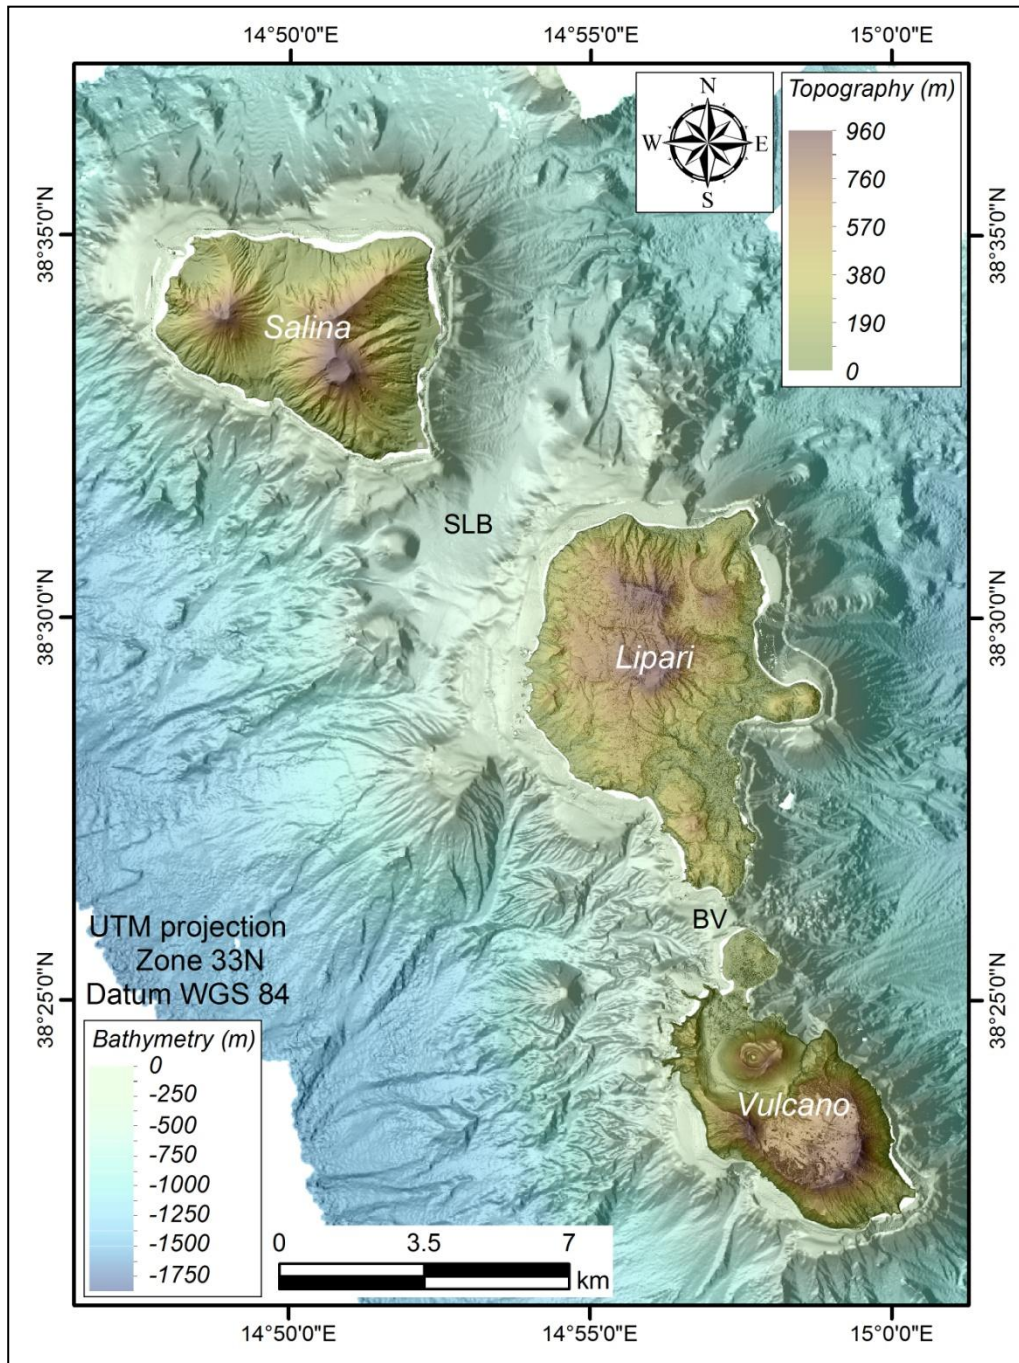 14°50'0"E
14°55'0"E
15°0'0"E
N
W
E
S
Topography (m)
960
760
570
380
190
0
38°35'0"N
38°35'0"N
Salina
SLB
38°30'0"N
38°30'0"N
Lipari
BV
UTM projection
Zone 33N
Datum WGS 84
38°25'0"N
38°25'0"N
Bathymetry (m)
0
-250
-500
-750
-1000
-1250
-1500
-1750
Vulcano
0
3.5
7
km
14°50'0"E
14°55'0"E
15°0'0"E